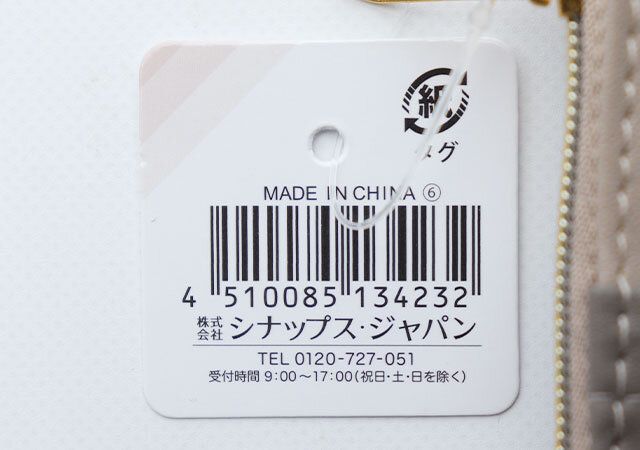 紙
タグ
MADE IN CHINA ⑥
4 510085 134232
株式会社 シナップス・ジャパン
TEL 0120-727-051
受付時間 9:00~17:00(祝日・土・日を除く)